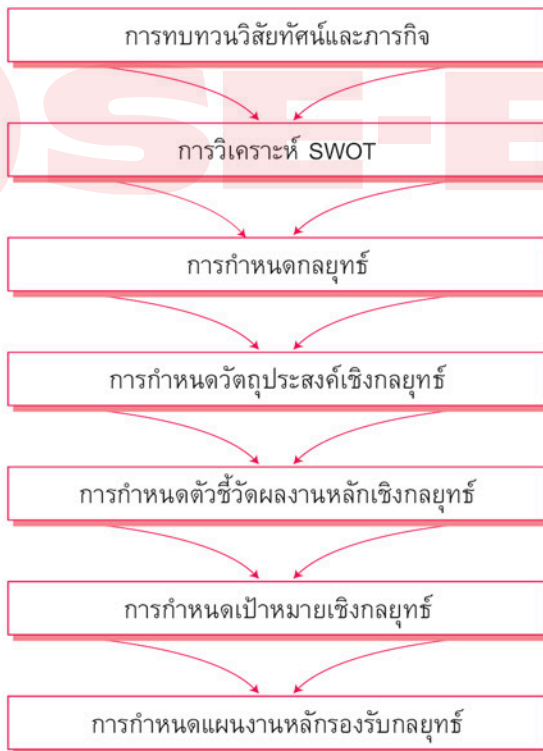 การทบทวนวิสัยทัศน์และภารกิจ
การวิเคราะห์ SWOT
การกำหนดกลยุทธ์
การกำหนดวัตถุประสงค์เชิงกลยุทธ์
การกำหนดตัวชี้วัดผลงานหลักเชิงกลยุทธ์
การกำหนดเป้าหมายเชิงกลยุทธ์
การกำหนดแผนงานหลักรองรับกลยุทธ์